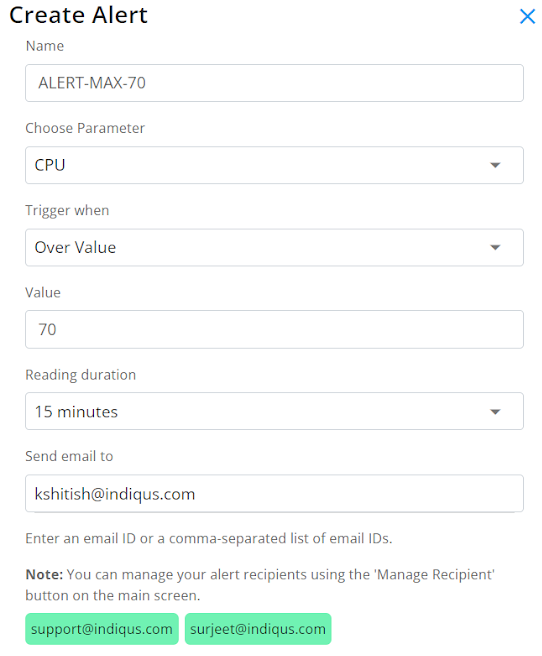 Create Alert
Name
ALERT-MAX-70
Choose Parameter
CPU
Trigger when
Over Value
Value
70
Reading duration
15 minutes
Send email to
kshitish@indiqus.com
Enter an email ID or a comma-separated list of email IDs.
Note: You can manage your alert recipients using the 'Manage Recipient'
button on the main screen.
support@indiqus.com surjeet@indiqus.com